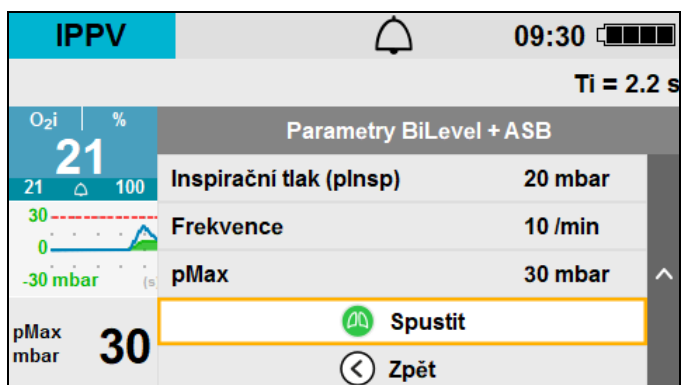 IPPV 09:30
Ti = 2.2 s
O₂i %
21
21 100
Parametry BiLevel + ASB
Inspirační tlak (pInsp) 20 mbar
Frekvence 10 /min
pMax 30 mbar
Spustit
Zpět
30
0
-30 mbar (s
pMax
mbar 30